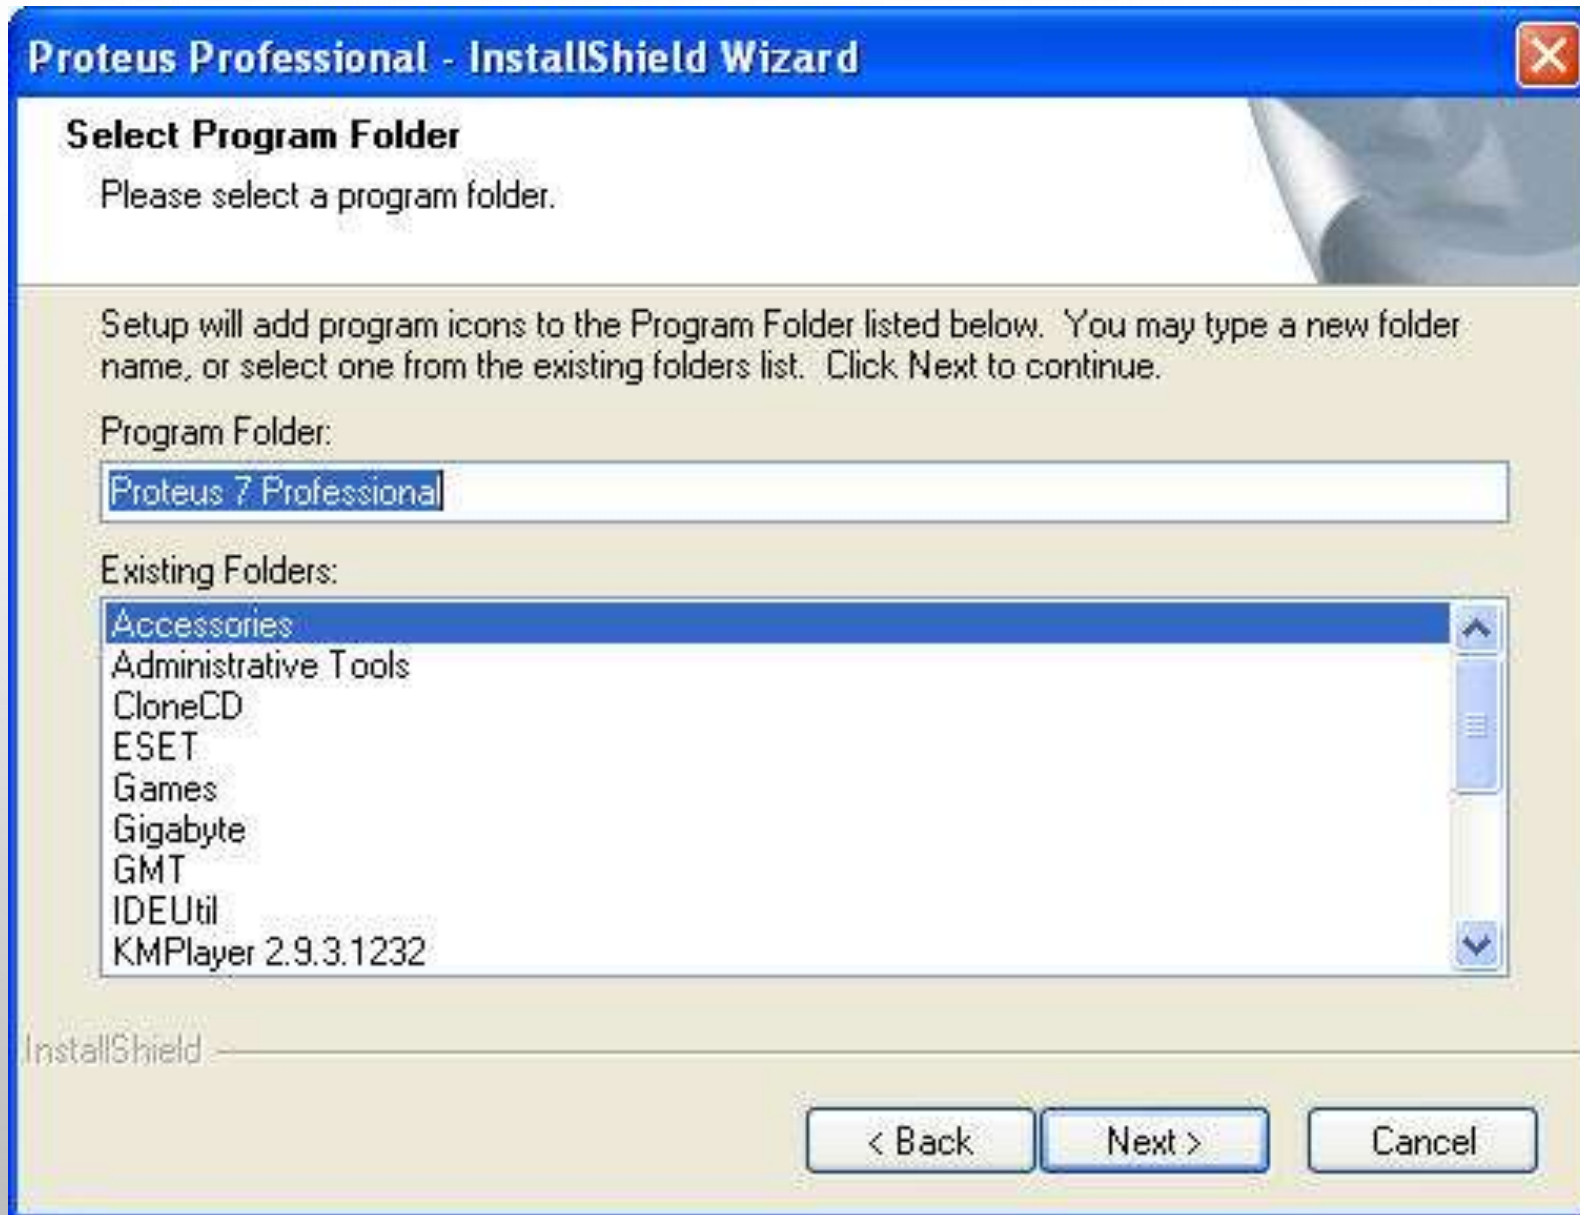 Proteus Professional - InstallShield Wizard
Select Program Folder
Please select a program folder.
Setup will add program icons to the Program Folder listed below.  You may type a new folder
name, or select one from the existing folders list.  Click Next to continue.
Program Folder:
Proteus 7 Professional
Existing Folders:
Accessories
Administrative Tools
CloneCD
ESET
Games
Gigabyte
GMT
IDEUtil
KMPlayer 2.9.3.1232
InstallShield
< Back
Next >
Cancel